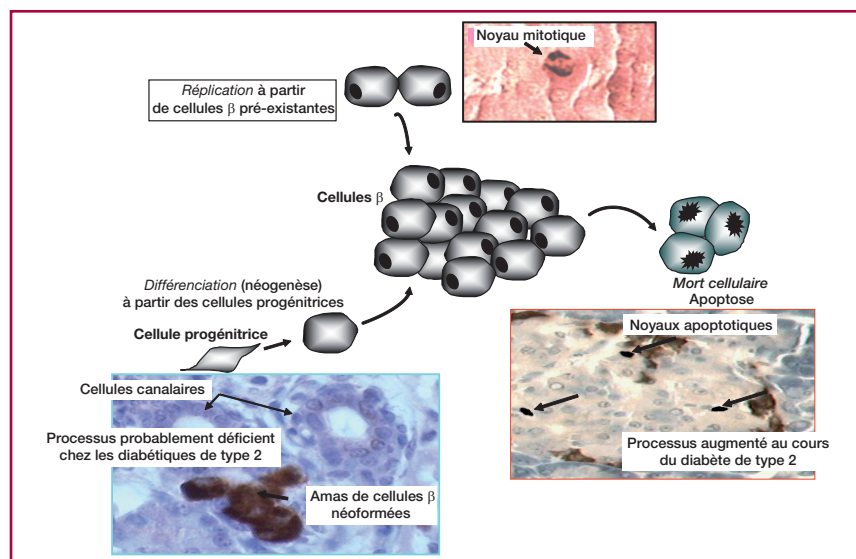 Noyau mitotique
Réplication à partir
de cellules β pré-existantes
Cellules β
Différenciation (néogenèse)
à partir des cellules progénitrices
Cellule progénitrice
Mort cellulaire
Apoptose
Noyaux apoptotiques
Cellules canalaires
Processus probablement déficient
chez les diabétiques de type 2
Processus augmenté au cours
du diabète de type 2
Amas de cellules β
néoformées